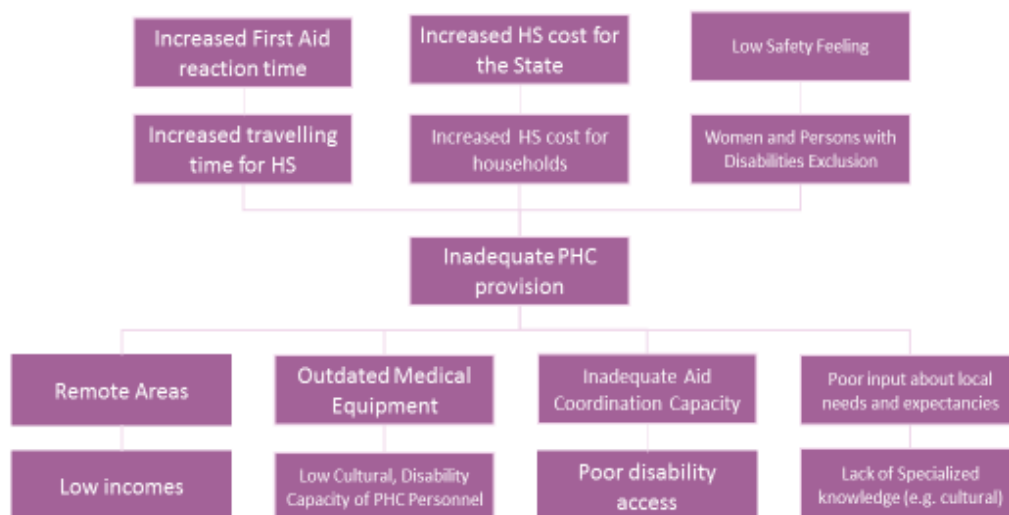 Increased First Aid
reaction time
Increased HS cost for
the State
Low Safety Feeling
Increased travelling
time for HS
Increased HS cost for
households
Women and Persons with
Disabilities Exclusion
Inadequate PHC
provision
Remote Areas
Outdated Medical
Equipment
Inadequate Aid
Coordination Capacity
Poor input about local
needs and expectancies
Low incomes
Low Cultural, Disability
Capacity of PHC Personnel
Poor disability
access
Lack of Specialized
knowledge (e.g. cultural)